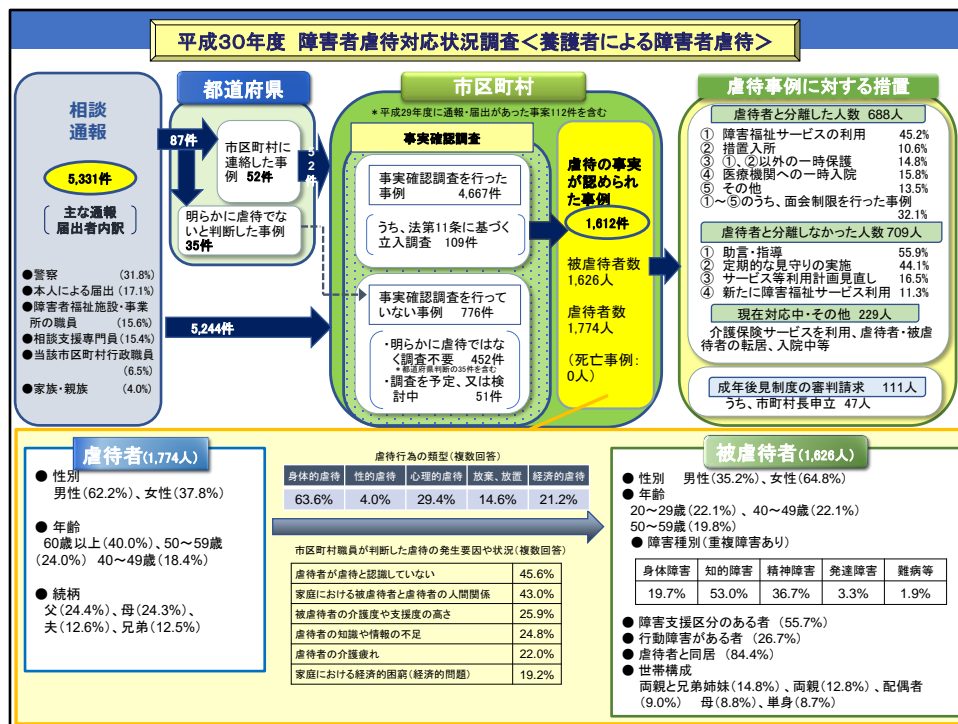 平成30年度 障害者虐待対応状況調査<養護者による障害者虐待>
相談
通報
5,331件
主な通報
届出者内訳
●警察 (31.8%)
●本人による届出 (17.1%)
●障害者福祉施設・事業
所の職員 (15.6%)
●相談支援専門員 (15.4%)
●当該市区町村行政職員
(6.5%)
●家族・親族 (4.0%)
都道府県
87件
市区町村に
連絡した事
例 52件
明らかに虐待でな
いと判断した事例
35件
52件
5,244件
市区町村
*平成29年度に通報・届出があった事案112件を含む
事実確認調査
事実確認調査を行った
事例 4,667件
うち、法第11条に基づく
立入調査 109件
事実確認調査を行って
いない事例 776件
・明らかに虐待ではな
く調査不要 452件
*都道府県判断の35件を含む
・調査を予定、又は検
討中 51件
虐待の事実
が認められ
た事例
1,612件
被虐待者数
1,626人
虐待者数
1,774人
(死亡事例:
0人)
虐待事例に対する措置
虐待者と分離した人数 688人
① 障害福祉サービスの利用 45.2%
② 措置入所 10.6%
③ ①、②以外の一時保護 14.8%
④ 医療機関への一時入院 15.8%
⑤ その他 13.5%
①~⑤のうち、面会制限を行った事例
32.1%
虐待者と分離しなかった人数 709人
① 助言・指導 55.9%
② 定期的な見守りの実施 44.1%
③ サービス等利用計画見直し 16.5%
④ 新たに障害福祉サービス利用 11.3%
現在対応中・その他 229人
介護保険サービスを利用、虐待者・被虐
待者の転居、入院中等
成年後見制度の審判請求 111人
うち、市町村長申立 47人
虐待者(1,774人)
● 性別
男性(62.2%)、女性(37.8%)
● 年齢
60歳以上(40.0%)、50~59歳
(24.0%) 40~49歳(18.4%)
● 続柄
父(24.4%)、母(24.3%)、
夫(12.6%)、兄弟(12.5%)
虐待行為の類型(複数回答)
身体的虐待 性的虐待 心理的虐待 放棄、放置 経済的虐待
63.6% 4.0% 29.4% 14.6% 21.2%
市区町村職員が判断した虐待の発生要因や状況(複数回答)
虐待者が虐待と認識していない 45.6%
家庭における被虐待者と虐待者の人間関係 43.0%
被虐待者の介護度や支援度の高さ 25.9%
虐待者の知識や情報の不足 24.8%
虐待者の介護疲れ 22.0%
家庭における経済的困窮(経済的問題) 19.2%
被虐待者(1,626人)
● 性別 男性(35.2%)、女性(64.8%)
● 年齢
20~29歳(22.1%)、40~49歳(22.1%)
50~59歳(19.8%)
● 障害種別(重複障害あり)
身体障害 知的障害 精神障害 発達障害 難病等
19.7% 53.0% 36.7% 3.3% 1.9%
● 障害支援区分のある者 (55.7%)
● 行動障害がある者 (26.7%)
● 虐待者と同居 (84.4%)
● 世帯構成
両親と兄弟姉妹(14.8%)、両親(12.8%)、配偶者
(9.0%) 母(8.8%)、単身(8.7%)